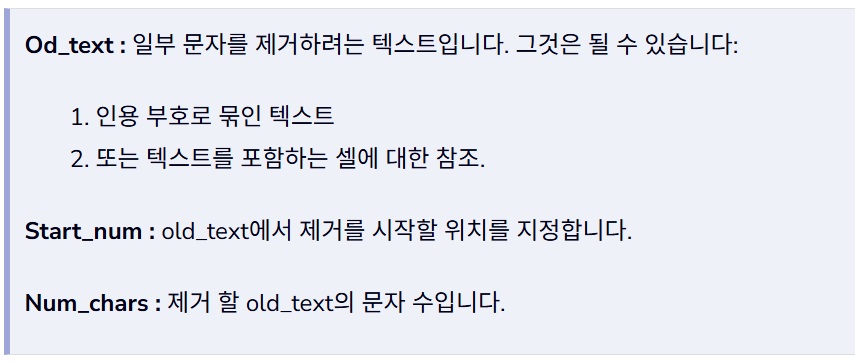 Od_text : 일부 문자를 제거하려는 텍스트입니다. 그것은 될 수 있습니다:
1. 인용 부호로 묶인 텍스트
2. 또는 텍스트를 포함하는 셀에 대한 참조.
Start_num : old_text에서 제거를 시작할 위치를 지정합니다.
Num_chars : 제거 할 old_text의 문자 수입니다.